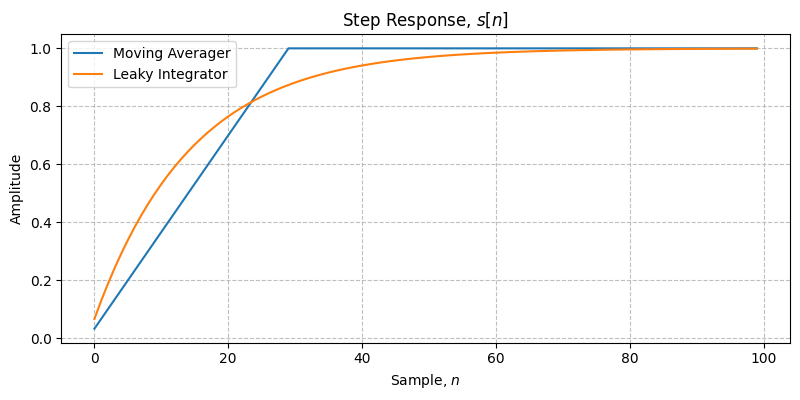 Step Response, s[n]
Moving Averager
Leaky Integrator
Amplitude
1.0
0.8
0.6
0.4
0.2
0.0
0 20 40 60 80 100
Sample, n